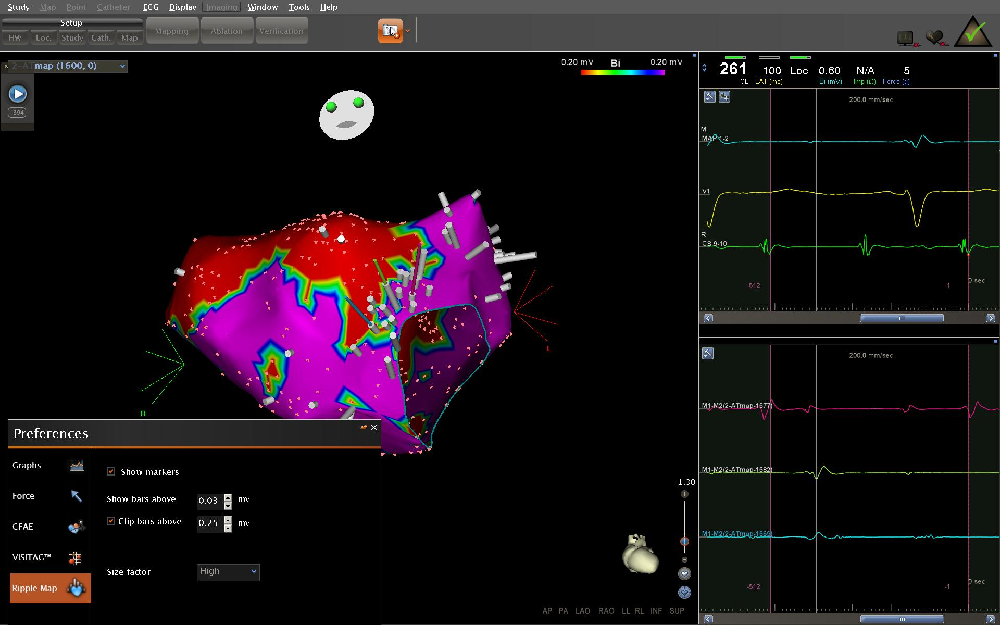 Study Map Point Catheter ECG Display Imaging Window Tools Help
Setup
HW Loc. Study Cath. Map
Mapping Ablation Verification
x 2-ATmap (1600, 0)
-394
0.20 mV Bi 0.20 mV
R
L
1.30
AP PA LAO RAO LL RL INF SUP
Preferences
Graphs
Force
CFAE
VISITAG™
Ripple Map
Show markers
Show bars above 0.03 mv
Clip bars above 0.25 mv
Size factor High
261 100 Loc 0.60 N/A 5
CL LAT (ms) Bi (mV) Imp (Ω) Force (g)
200.0 mm/sec
M
MAP 1-2
V1
R
CS 9-10
0 sec
-512 -1
200.0 mm/sec
M1-M2(2-ATmap-1577)
M1-M2(2-ATmap-1582)
M1-M2(2-ATmap-1569)
0 sec
-512 -1